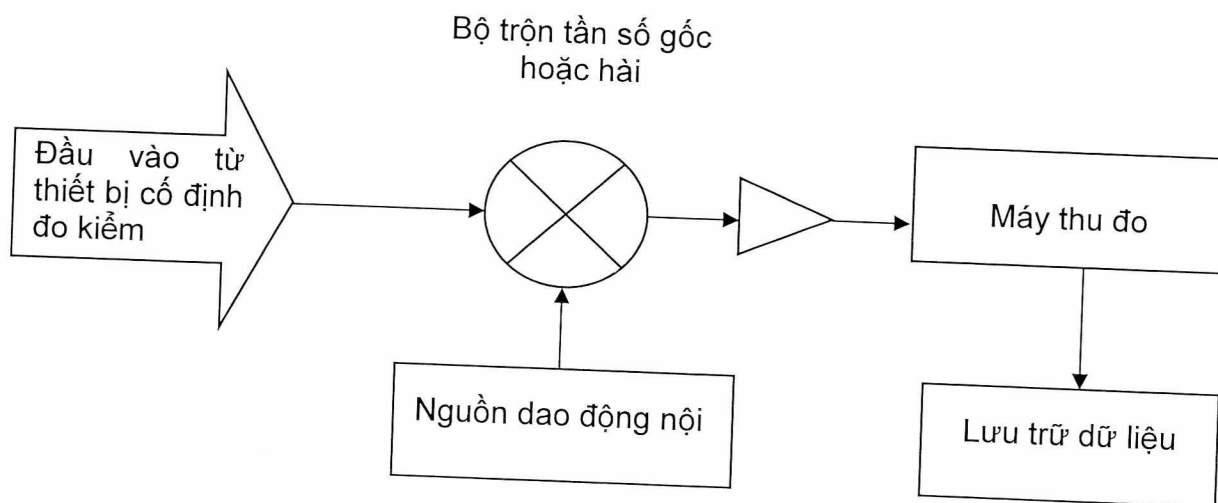 Bộ trộn tần số gốc
hoặc hài
Đầu vào từ
thiết bị cố định
đo kiểm
Máy thu đo
Nguồn dao động nội
Lưu trữ dữ liệu